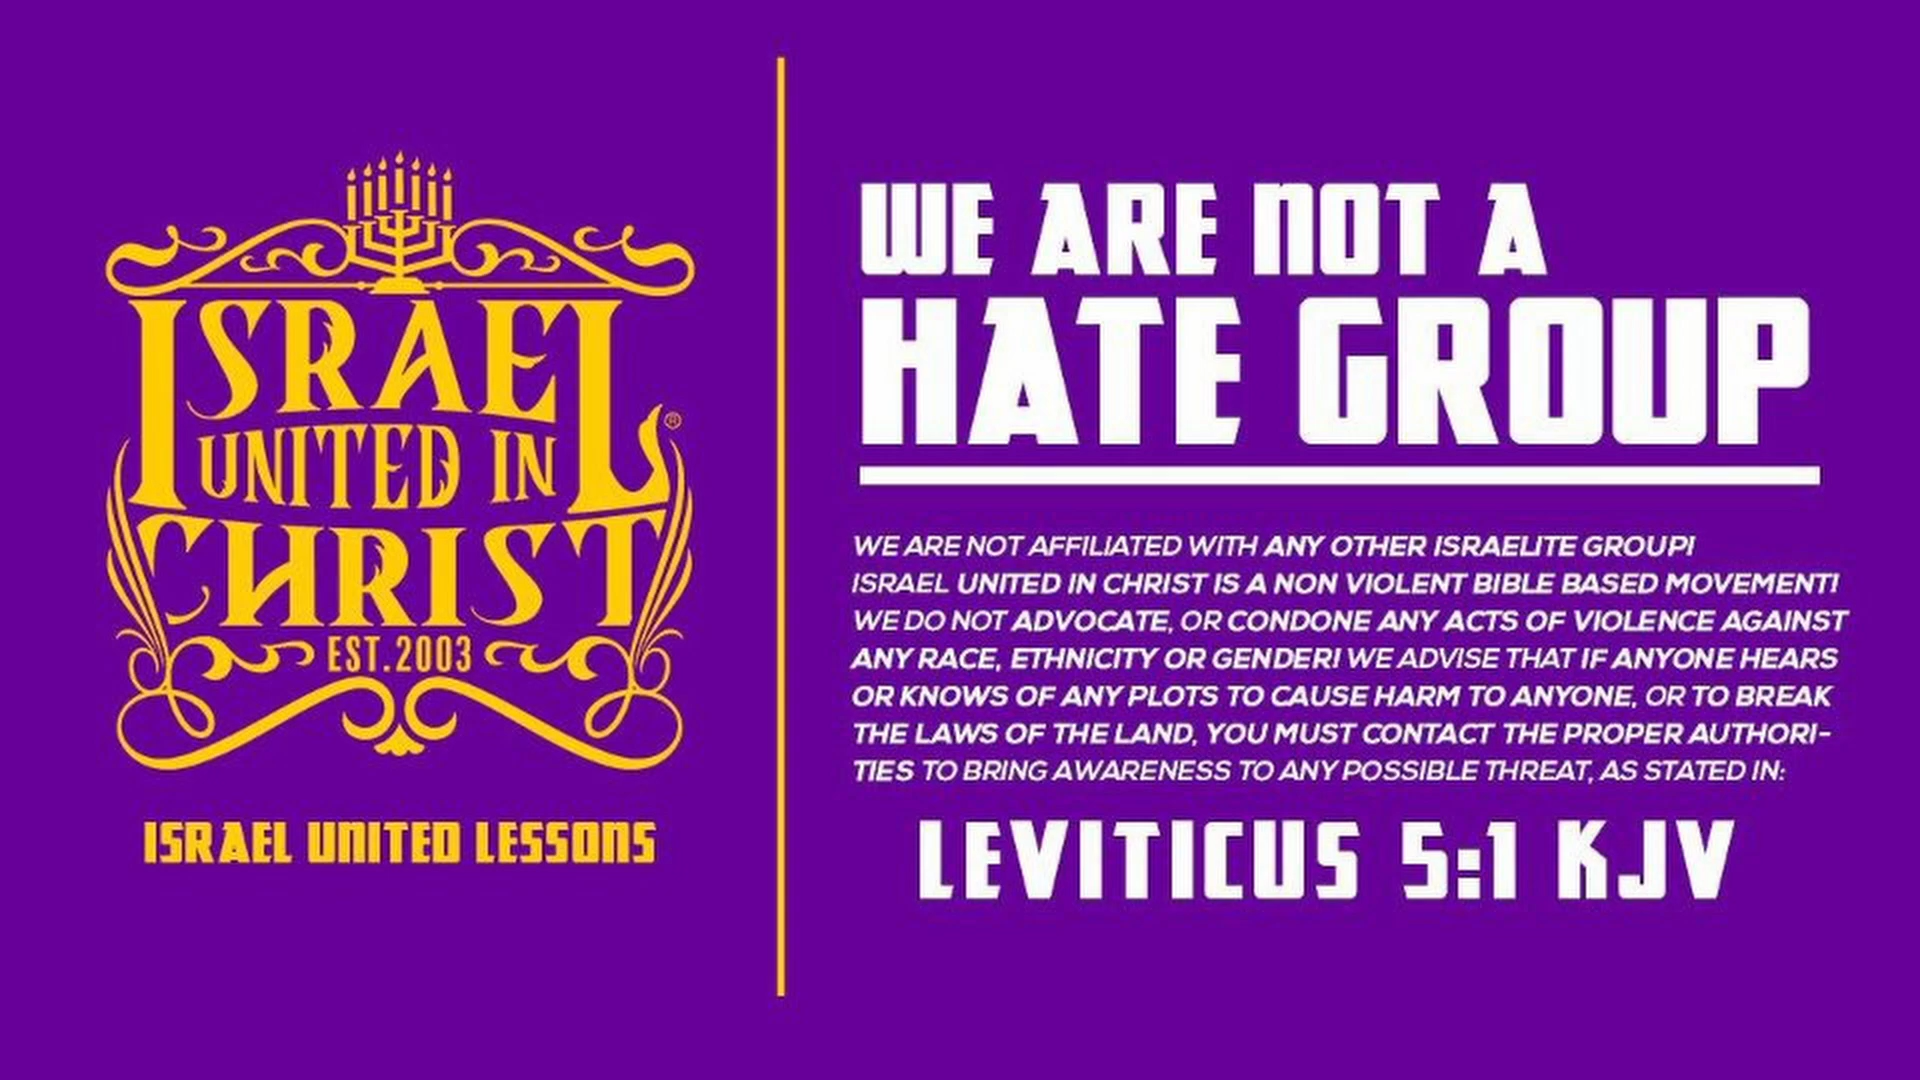 ISRAEL
UNITED IN
CHRIST
®
EST.2003
ISRAEL UNITED LESSONS
WE ARE NOT A
HATE GROUP
WE ARE NOT AFFILIATED WITH ANY OTHER ISRAELITE GROUP!
ISRAEL UNITED IN CHRIST IS A NON VIOLENT BIBLE BASED MOVEMENT!
WE DO NOT ADVOCATE, OR CONDONE ANY ACTS OF VIOLENCE AGAINST
ANY RACE, ETHNICITY OR GENDER! WE ADVISE THAT IF ANYONE HEARS
OR KNOWS OF ANY PLOTS TO CAUSE HARM TO ANYONE, OR TO BREAK
THE LAWS OF THE LAND, YOU MUST CONTACT THE PROPER AUTHORI-
TIES TO BRING AWARENESS TO ANY POSSIBLE THREAT, AS STATED IN:
LEVITICUS 5:1 KJV